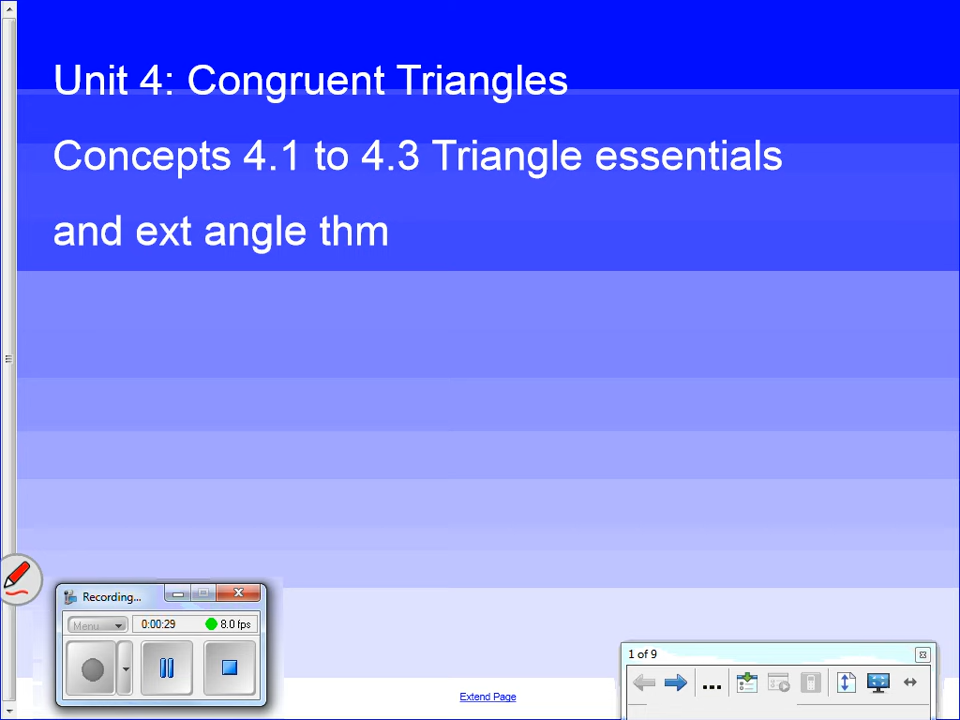 Unit 4: Congruent Triangles
Concepts 4.1 to 4.3 Triangle essentials
and ext angle thm
Recording...
Menu
0:00:29
8.0 fps
1 of 9
Extend Page